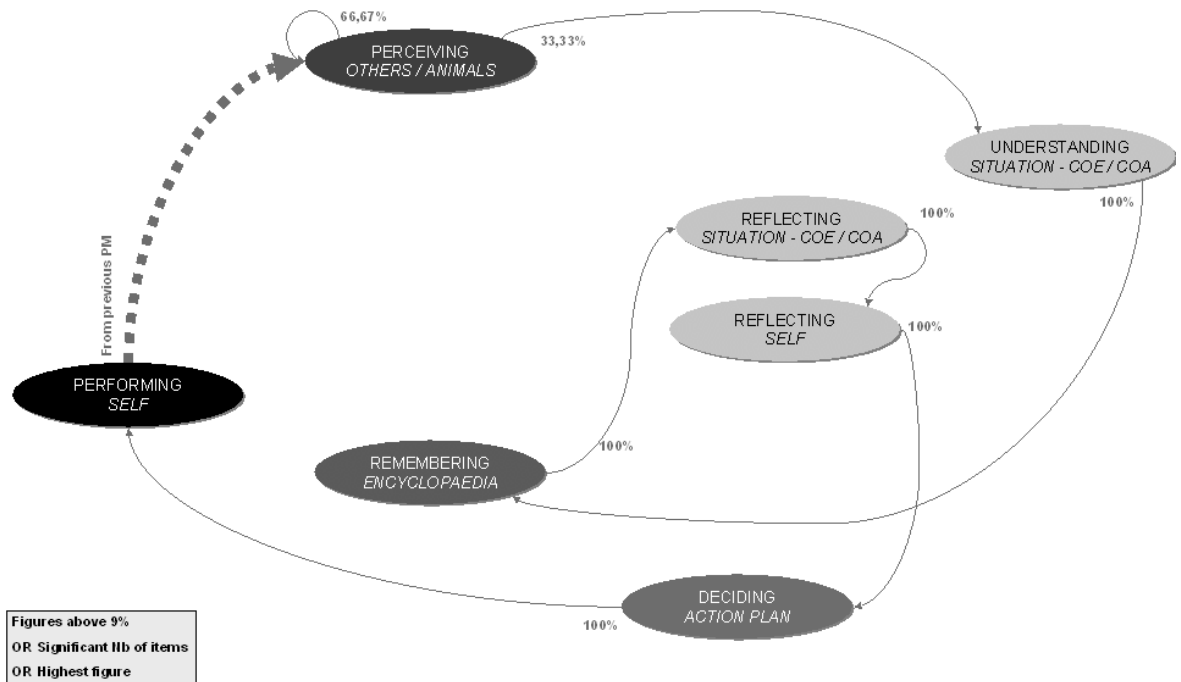 66,67%
PERCEIVING
OTHERS / ANIMALS
33,33%
UNDERSTANDING
SITUATION - COE / COA
100%
REFLECTING
SITUATION - COE / COA
100%
REFLECTING
SELF
100%
From previous PM
PERFORMING
SELF
REMEMBERING
ENCYCLOPAEDIA
100%
DECIDING
ACTION PLAN
100%
Figures above 9%
OR Significant Nb of items
OR Highest figure